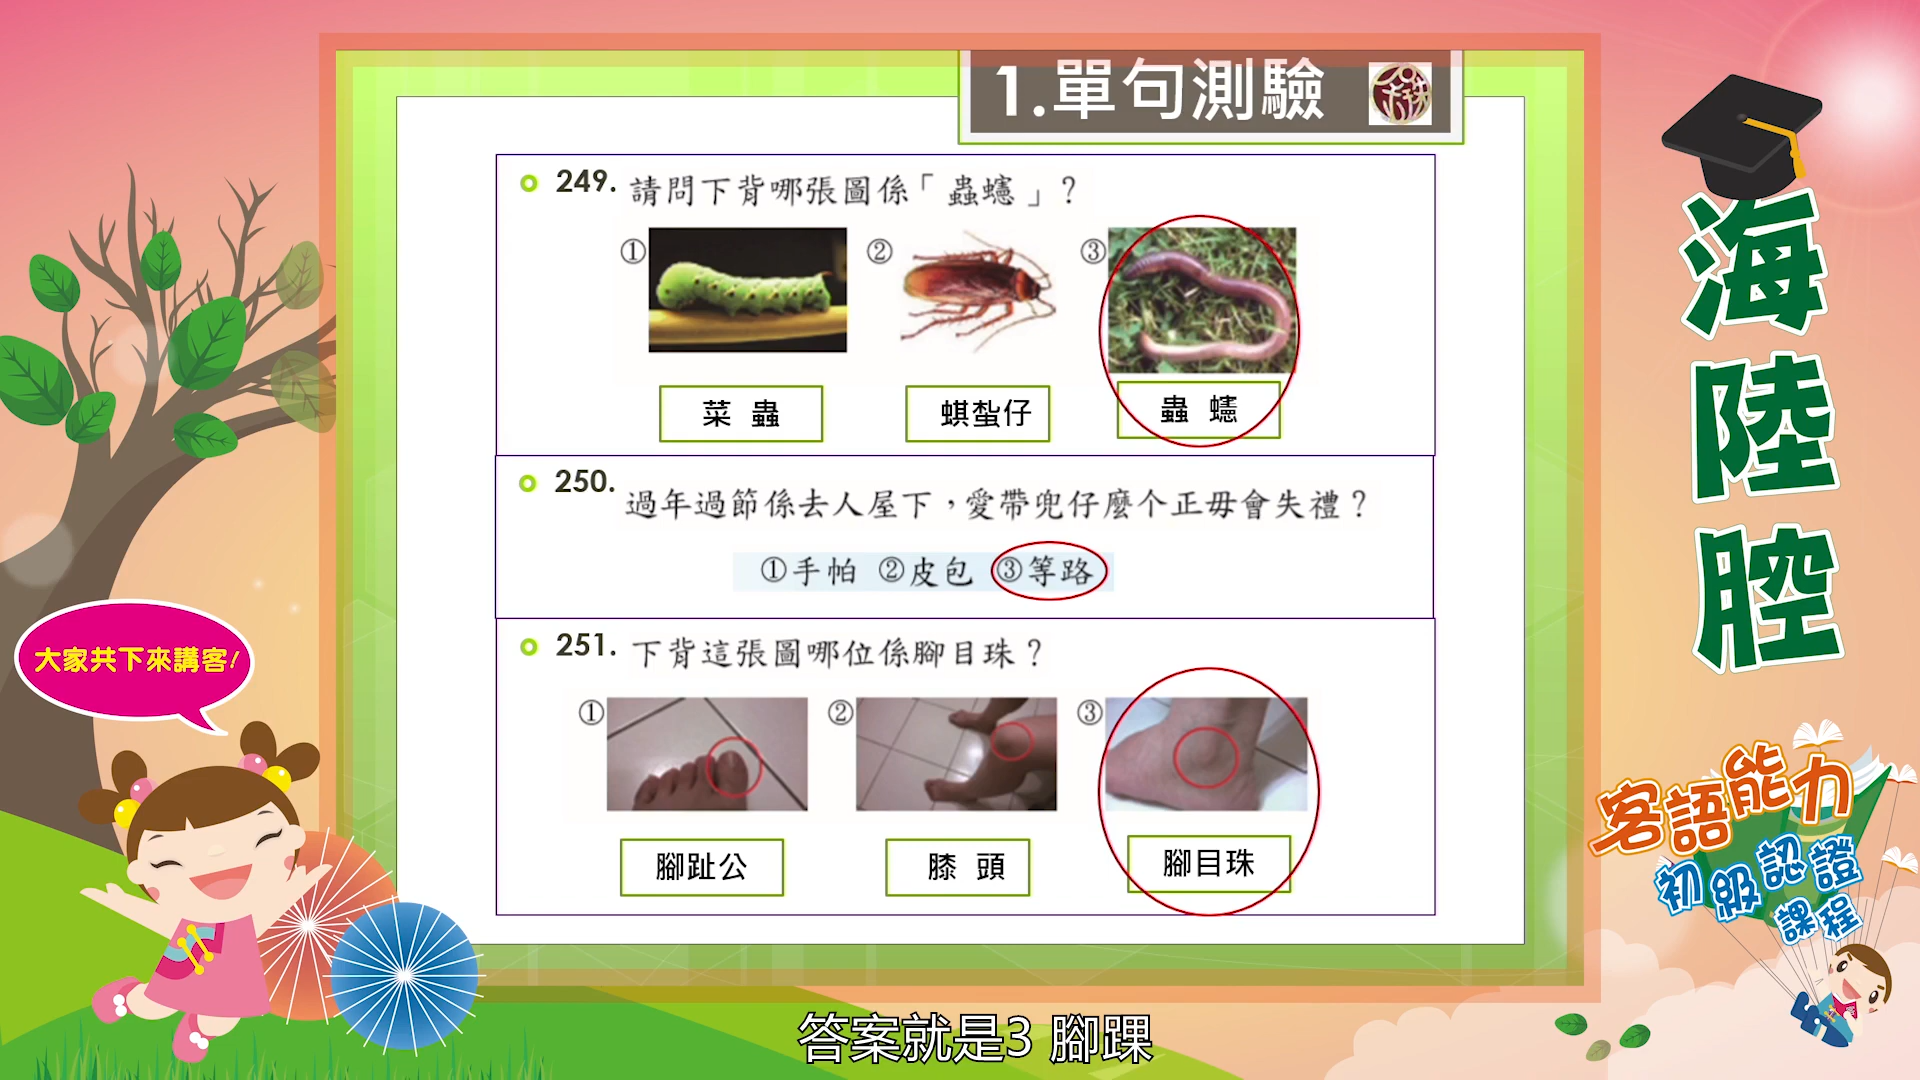 1.單句測驗
249. 請問下背哪張圖係「蟲蟪」?
① ② ③
菜蟲 蜞蚻仔 蟲蟪
250. 過年過節係去人屋下,愛帶兜仔麼个正毋會失禮?
①手帕 ②皮包 ③等路
251. 下背這張圖哪位係腳目珠?
① ② ③
腳趾公 膝頭 腳目珠
大家共下來講客!
海陸腔
客語能力
初級認證
課程
答案就是3 腳踝